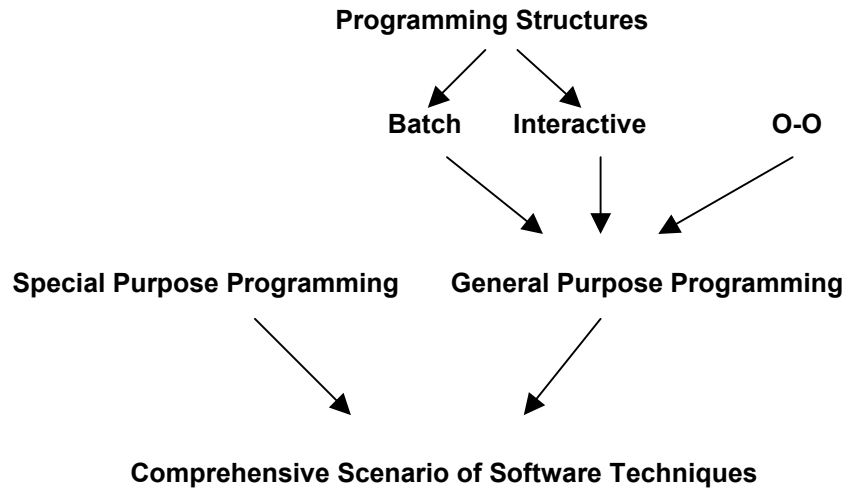 Programming Structures
Batch Interactive O-O
Special Purpose Programming General Purpose Programming
Comprehensive Scenario of Software Techniques